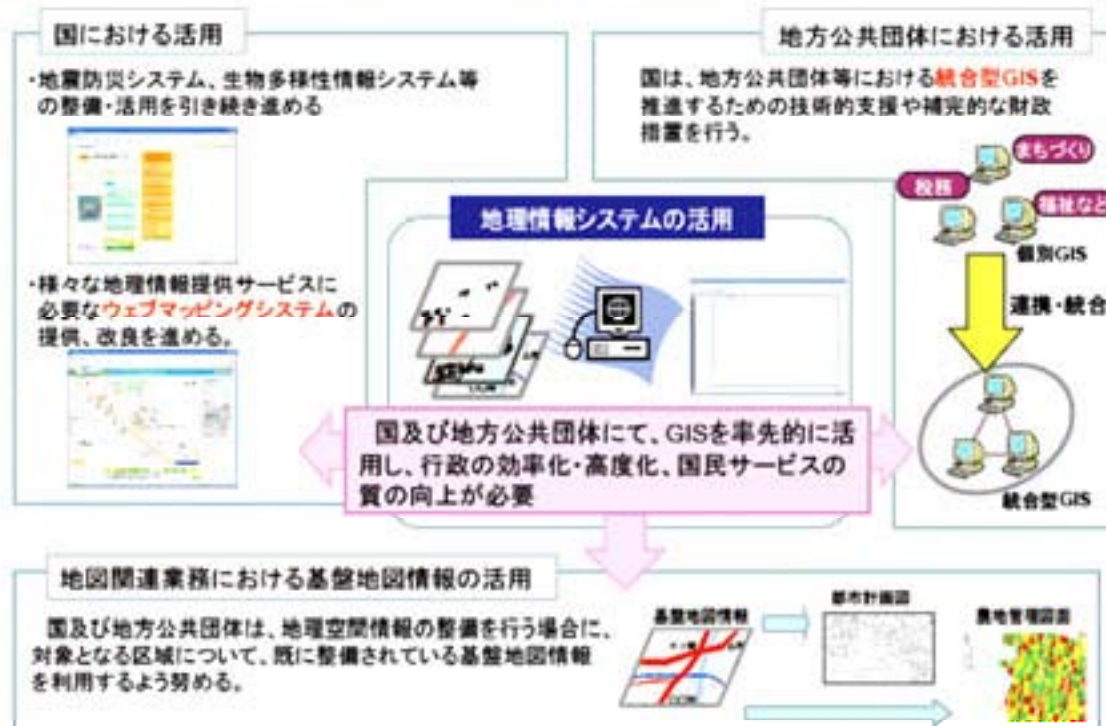 国における活用
・地震防災システム、生物多様性情報システム等
の整備・活用を引き続き進める
・様々な地理情報提供サービスに
必要なウェブマッピングシステムの
提供、改良を進める。
地方公共団体における活用
国は、地方公共団体等における統合型GISを
推進するための技術的支援や補完的な財政
措置を行う。
まちづくり
税務
福祉など
個別GIS
連携・統合
統合型GIS
地理情報システムの活用
国及び地方公共団体にて、GISを率先的に活
用し、行政の効率化・高度化、国民サービスの
質の向上が必要
地図関連業務における基盤地図情報の活用
国及び地方公共団体は、地理空間情報の整備を行う場合に、
対象となる区域について、既に整備されている基盤地図情報
を利用するよう努める。
基盤地図情報
都市計画図
農地管理図面